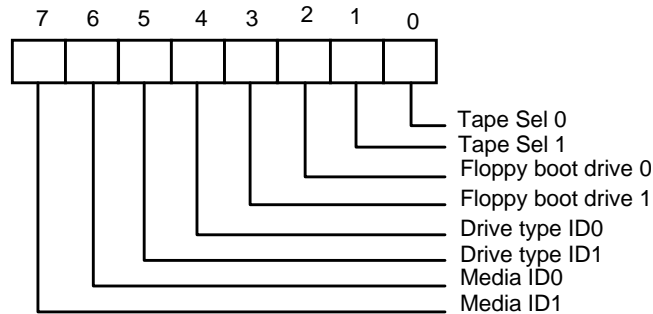 7 6 5 4 3 2 1 0
Tape Sel 0
Tape Sel 1
Floppy boot drive 0
Floppy boot drive 1
Drive type ID0
Drive type ID1
Media ID0
Media ID1